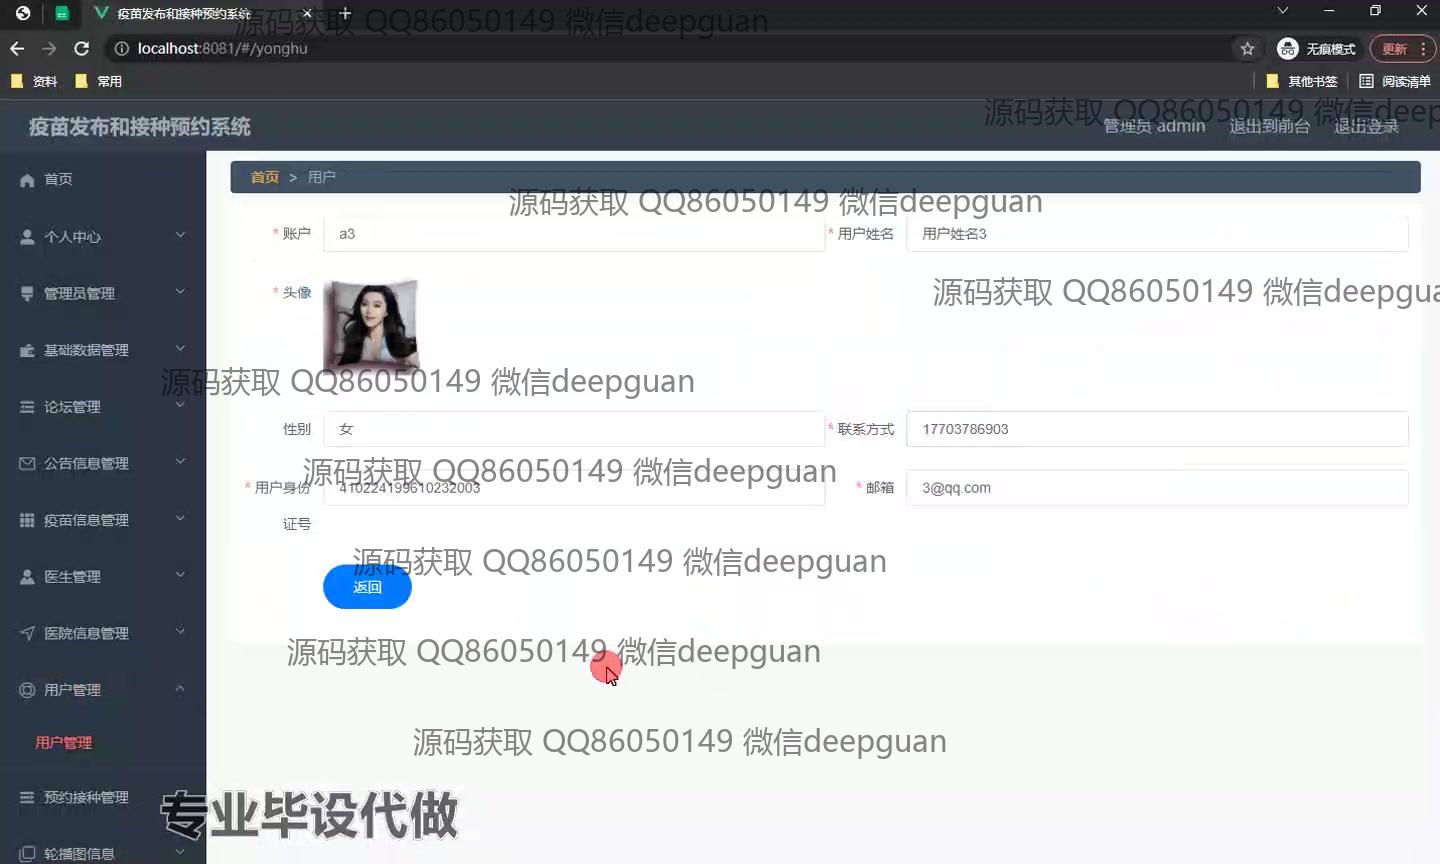 疫苗发布和接种预约系统
源码获取 QQ86050149 微信deepguan
localhost:8081/#/yonghu
无痕模式
更新
资料
常用
其他书签
阅读清单
源码获取 QQ86050149 微信deep
疫苗发布和接种预约系统
管理员 admin
退出到前台
退出登录
首页
首页 > 用户
源码获取 QQ86050149 微信deepguan
个人中心
* 账户
a3
* 用户姓名
用户姓名3
管理员管理
* 头像
源码获取 QQ86050149 微信deepgua
基础数据管理
源码获取 QQ86050149 微信deepguan
论坛管理
性别
女
* 联系方式
17703786903
公告信息管理
源码获取 QQ86050149 微信deepguan
* 用户身份
证号
410224199610232003
* 邮箱
3@qq.com
疫苗信息管理
源码获取 QQ86050149 微信deepguan
医生管理
返回
医院信息管理
源码获取 QQ86050149 微信deepguan
用户管理
用户管理
源码获取 QQ86050149 微信deepguan
预约接种管理
专业毕设代做
轮播图信息